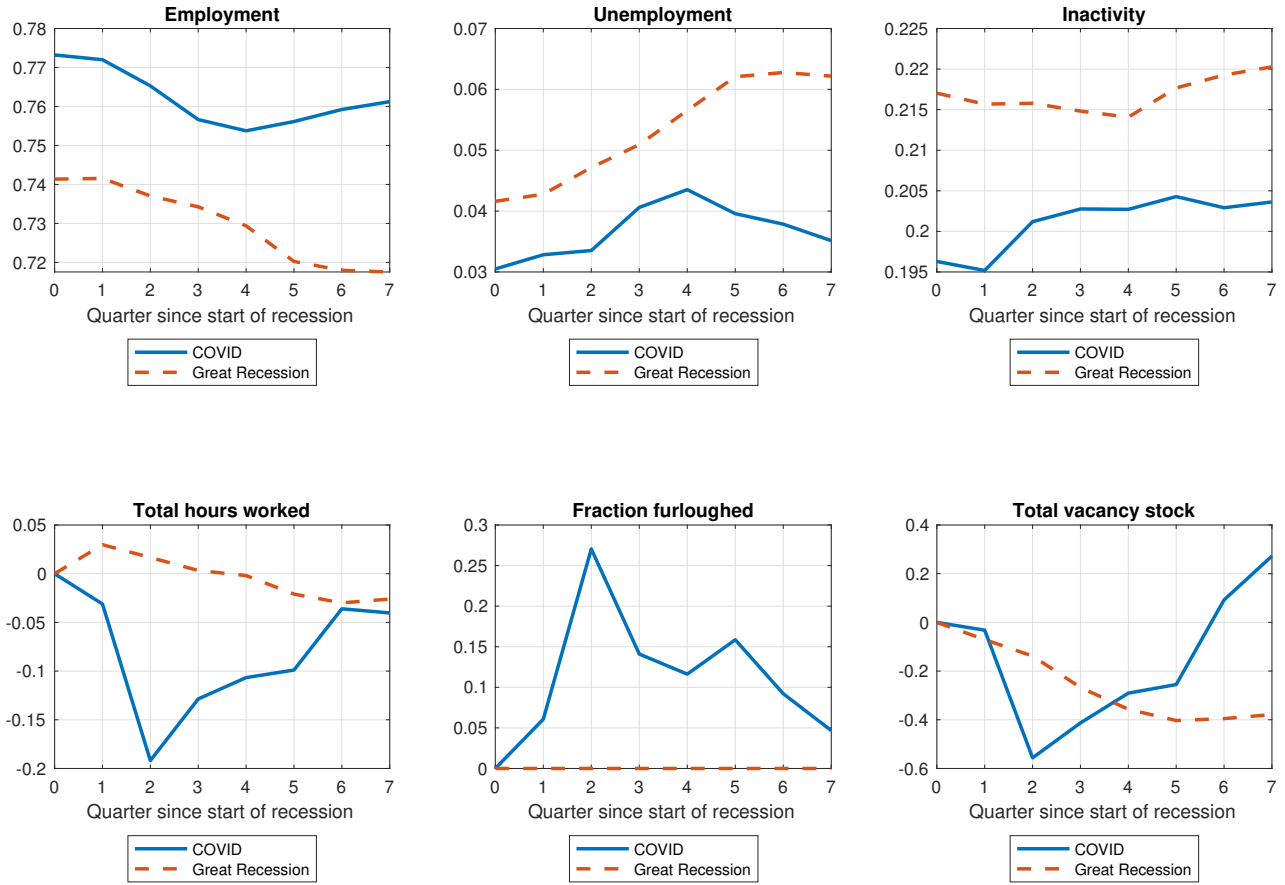 Employment
0.78
0.77
0.76
0.75
0.74
0.73
0.72
0 1 2 3 4 5 6 7
Quarter since start of recession
COVID
Great Recession
Unemployment
0.07
0.06
0.05
0.04
0.03
0 1 2 3 4 5 6 7
Quarter since start of recession
COVID
Great Recession
Inactivity
0.225
0.22
0.215
0.21
0.205
0.2
0.195
0 1 2 3 4 5 6 7
Quarter since start of recession
COVID
Great Recession
Total hours worked
0.05
0
-0.05
-0.1
-0.15
-0.2
0 1 2 3 4 5 6 7
Quarter since start of recession
COVID
Great Recession
Fraction furloughed
0.3
0.25
0.2
0.15
0.1
0.05
0
0 1 2 3 4 5 6 7
Quarter since start of recession
COVID
Great Recession
Total vacancy stock
0.4
0.2
0
-0.2
-0.4
-0.6
0 1 2 3 4 5 6 7
Quarter since start of recession
COVID
Great Recession